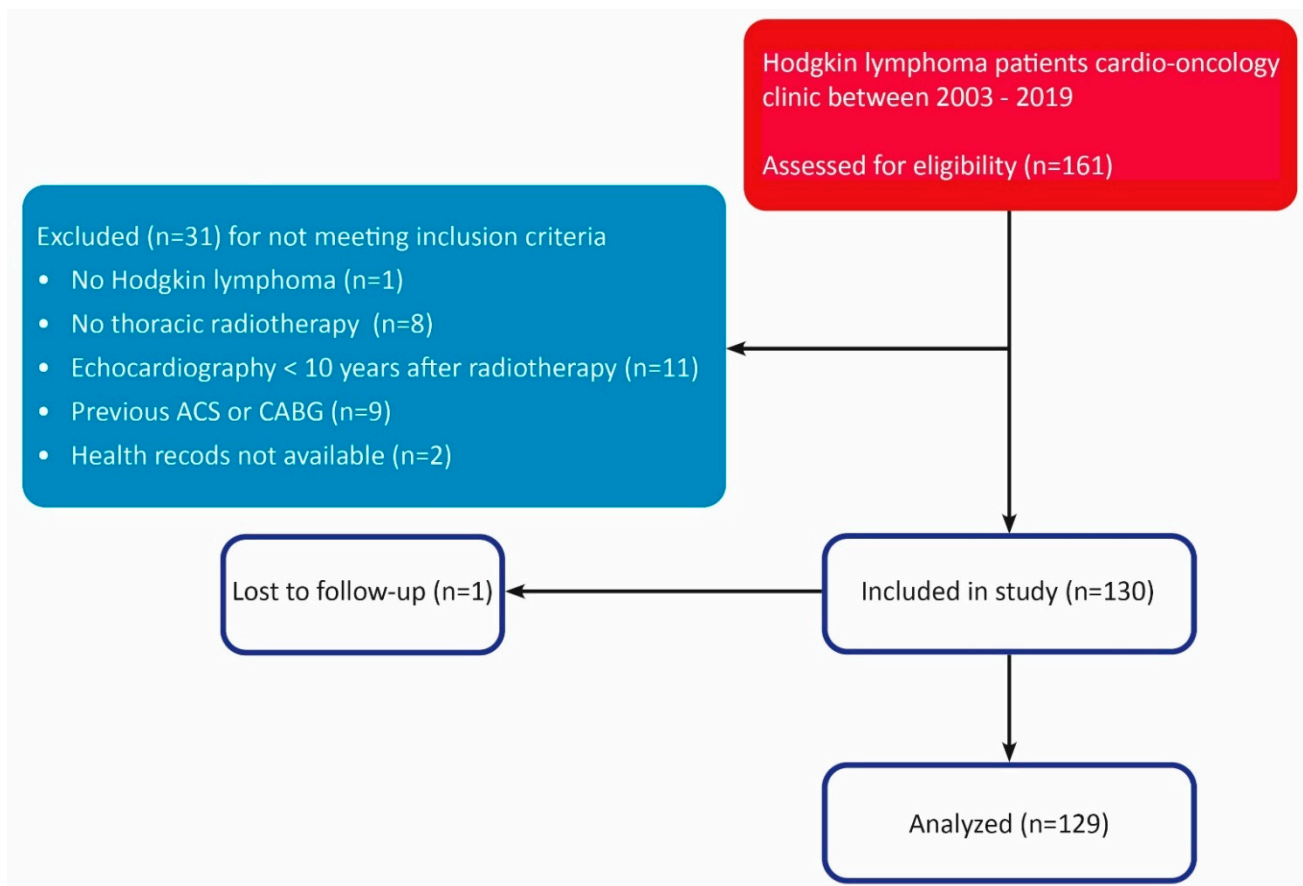 Hodgkin lymphoma patients cardio-oncology
clinic between 2003 - 2019
Assessed for eligibility (n=161)
Excluded (n=31) for not meeting inclusion criteria
• No Hodgkin lymphoma (n=1)
• No thoracic radiotherapy (n=8)
• Echocardiography < 10 years after radiotherapy (n=11)
• Previous ACS or CABG (n=9)
• Health recods not available (n=2)
Lost to follow-up (n=1)
Included in study (n=130)
Analyzed (n=129)